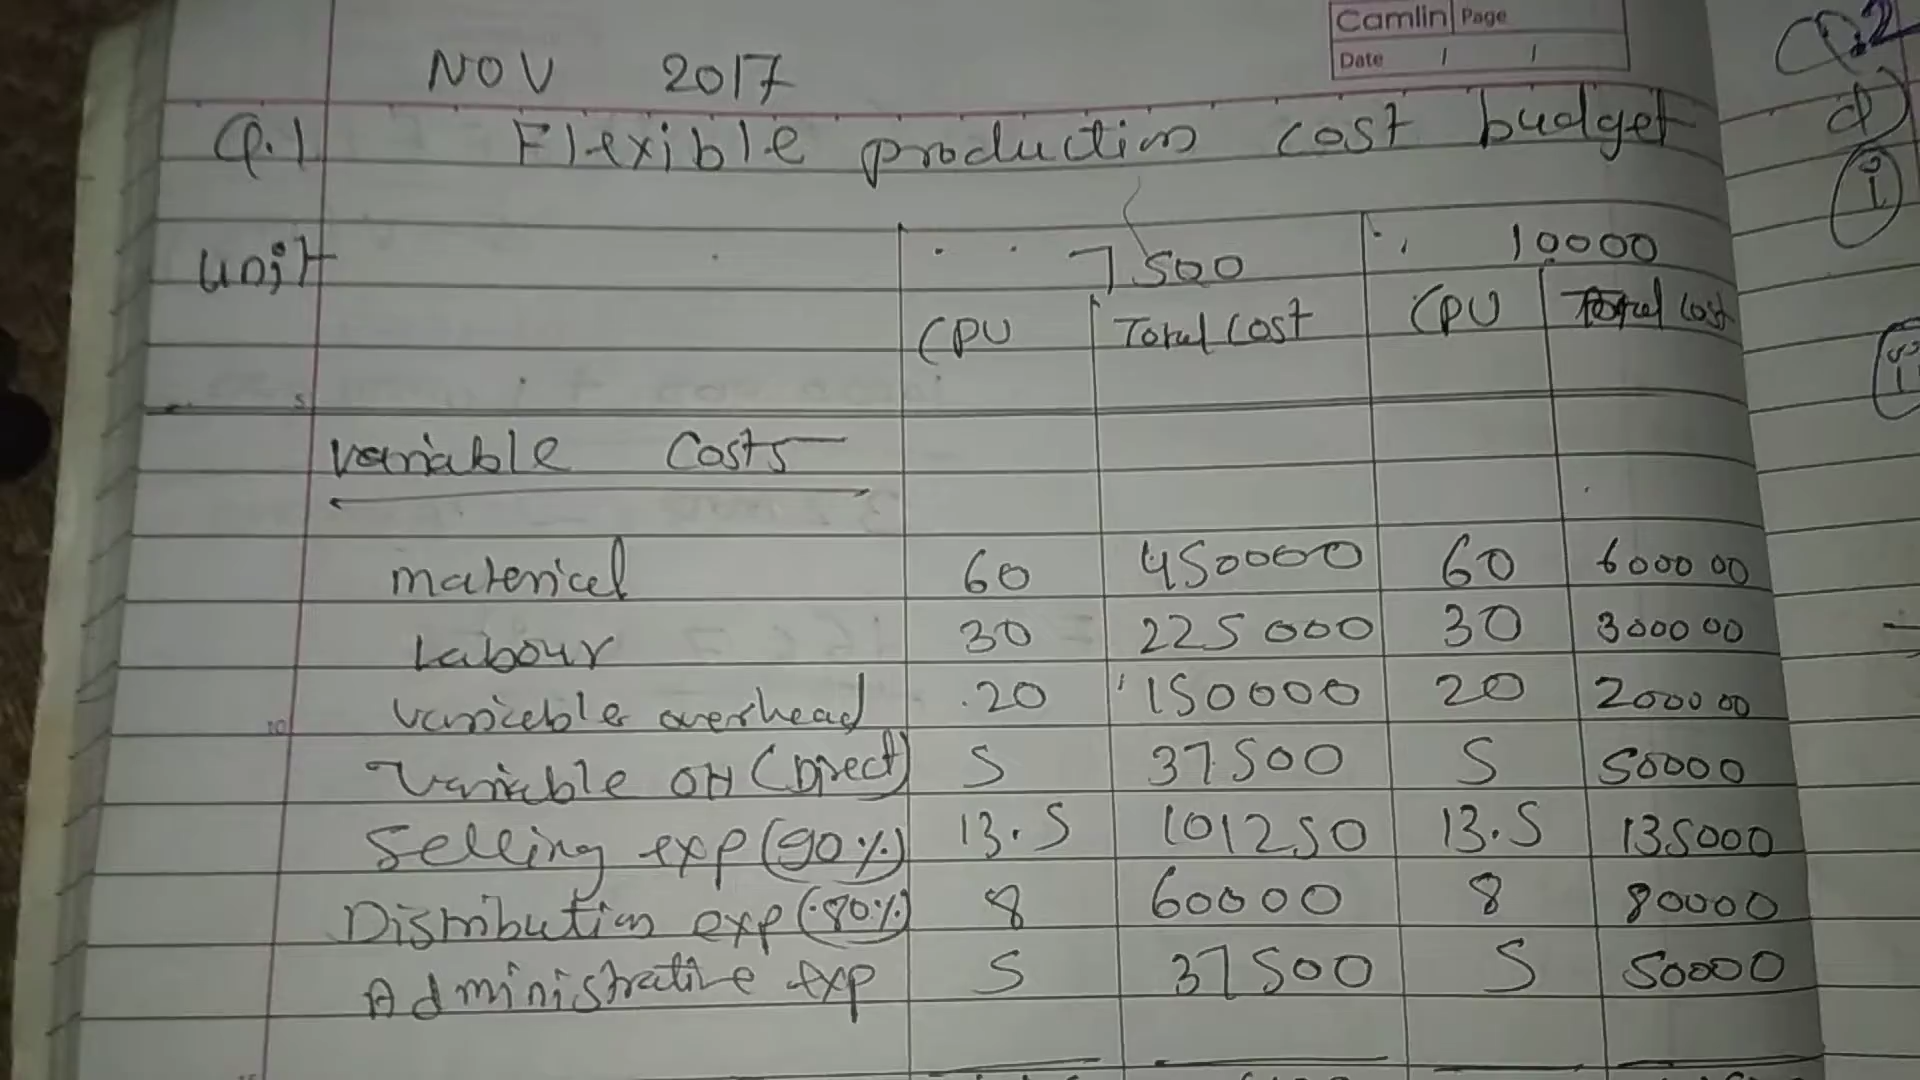 Camlin Page
Date / /
NOV 2017
Q.1 Flexible production cost budget
unit 7500 10000
CPU Total Cost CPU Total Cost
5
Variable Costs
material 60 450000 60 600000
Labour 30 225000 30 300000
10 variable overhead 20 150000 20 200000
Variable OH (Direct) 5 37500 5 50000
Selling exp (90%) 13.5 101250 13.5 135000
Distribution exp (80%) 8 60000 8 80000
Administrative exp 5 37500 5 50000
Q.2
i